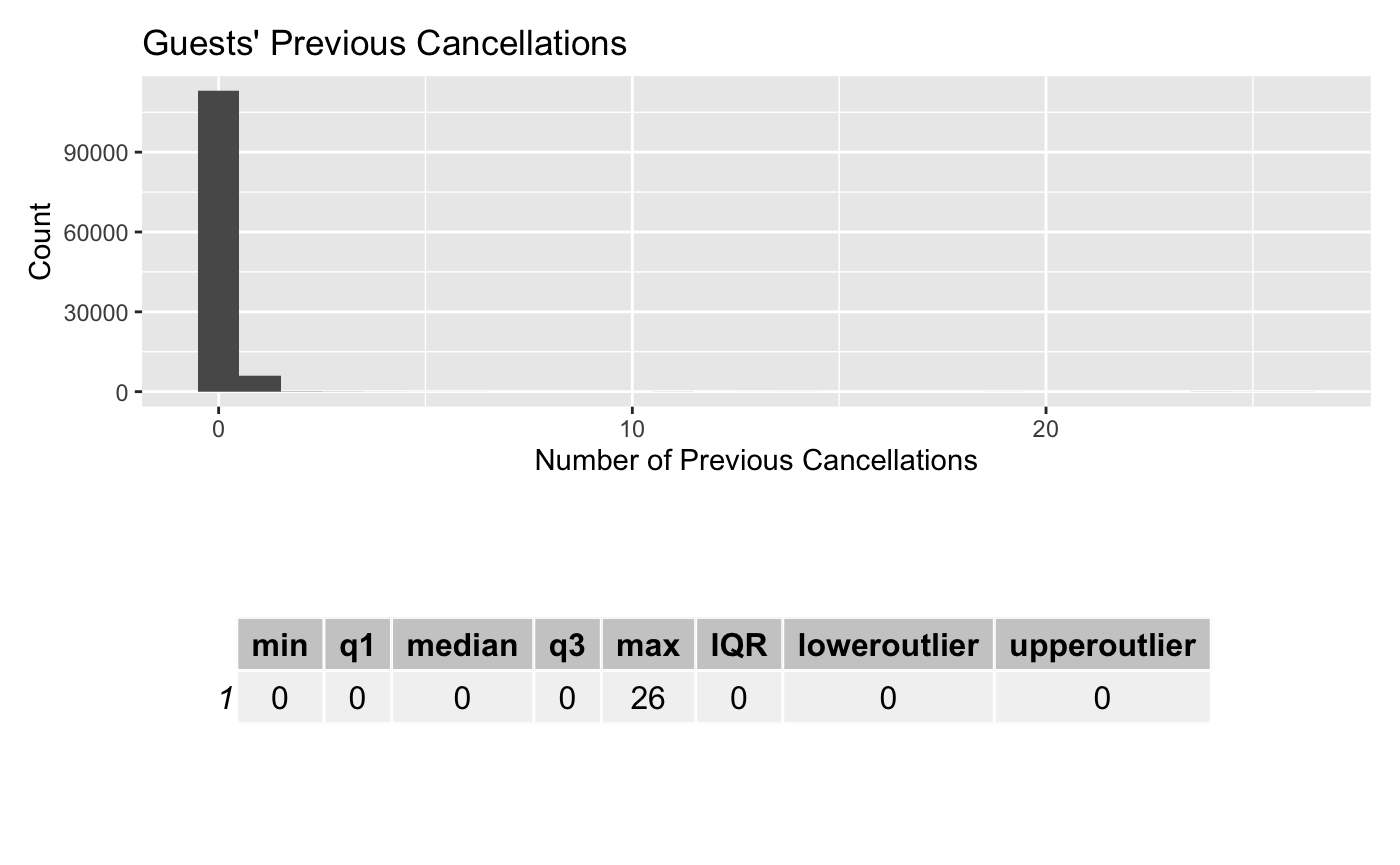 Guests' Previous Cancellations
90000
60000
30000
0
Count
0 10 20
Number of Previous Cancellations
min q1 median q3 max IQR loweroutlier upperoutlier
1 0 0 0 0 26 0 0 0